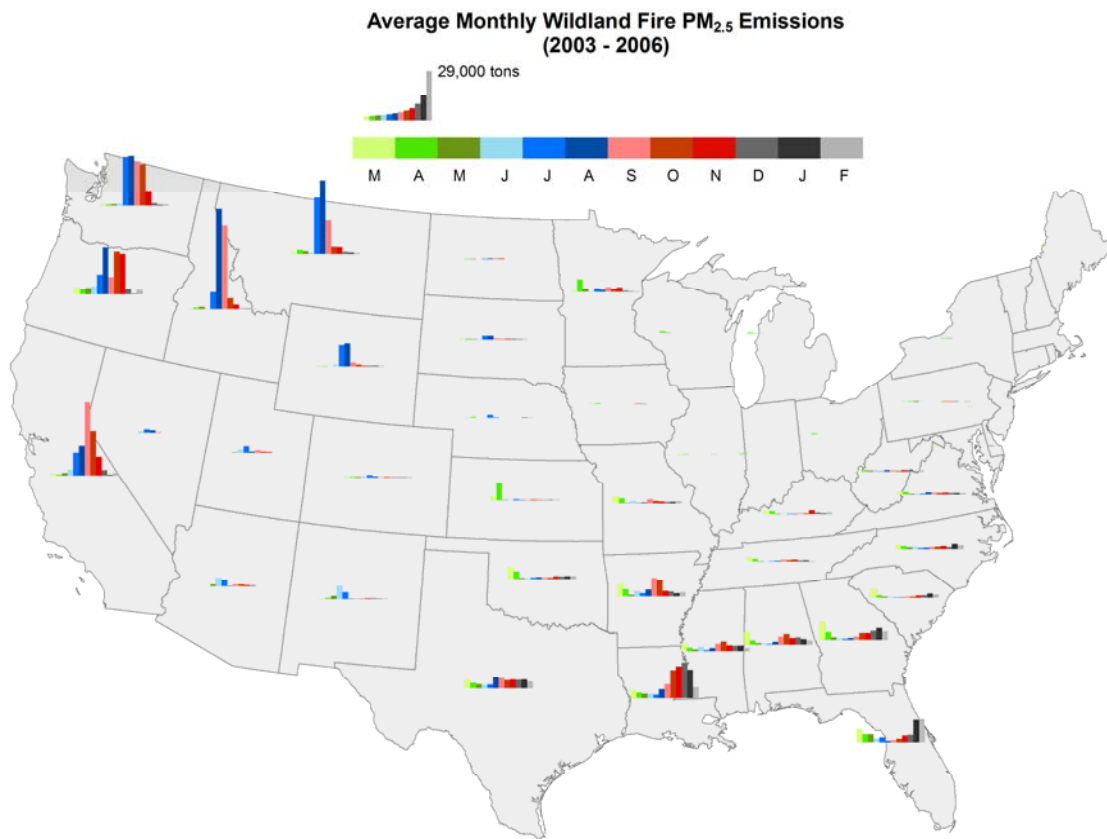 Average Monthly Wildland Fire PM2.5 Emissions
(2003 - 2006)
29,000 tons
M A M J J A S O N D J F